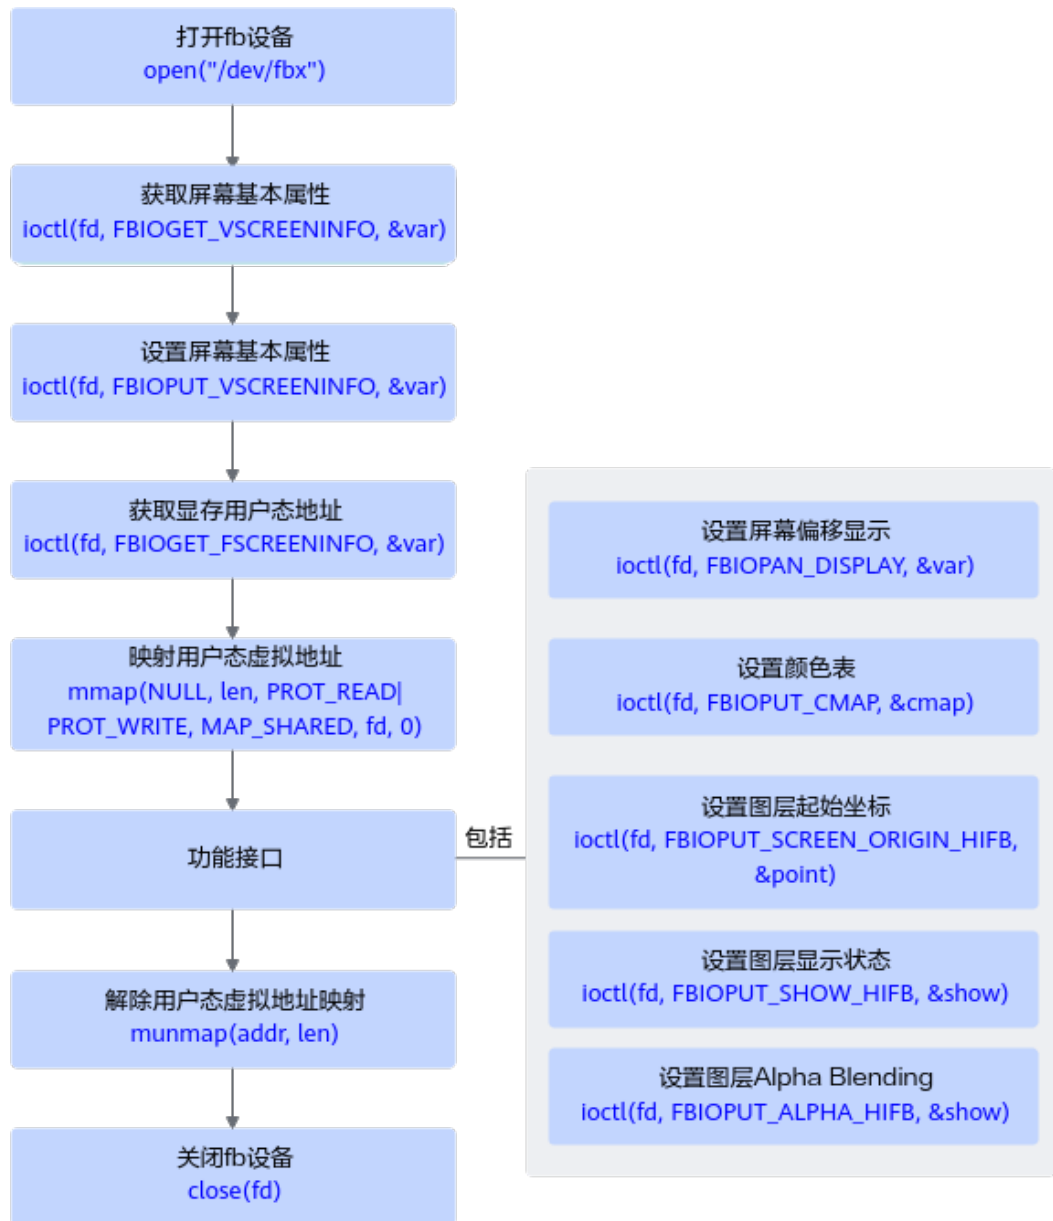 打开fb设备
open("/dev/fbx")
获取屏幕基本属性
ioctl(fd, FBIOGET_VSCREENINFO, &var)
设置屏幕基本属性
ioctl(fd, FBIOPUT_VSCREENINFO, &var)
获取显存用户态地址
ioctl(fd, FBIOGET_FSCREENINFO, &var)
映射用户态虚拟地址
mmap(NULL, len, PROT_READ|
PROT_WRITE, MAP_SHARED, fd, 0)
功能接口
包括
设置屏幕偏移显示
ioctl(fd, FBIOPAN_DISPLAY, &var)
设置颜色表
ioctl(fd, FBIOPUT_CMAP, &cmap)
设置图层起始坐标
ioctl(fd, FBIOPUT_SCREEN_ORIGIN_HIFB,
&point)
设置图层显示状态
ioctl(fd, FBIOPUT_SHOW_HIFB, &show)
设置图层Alpha Blending
ioctl(fd, FBIOPUT_ALPHA_HIFB, &show)
解除用户态虚拟地址映射
munmap(addr, len)
关闭fb设备
close(fd)